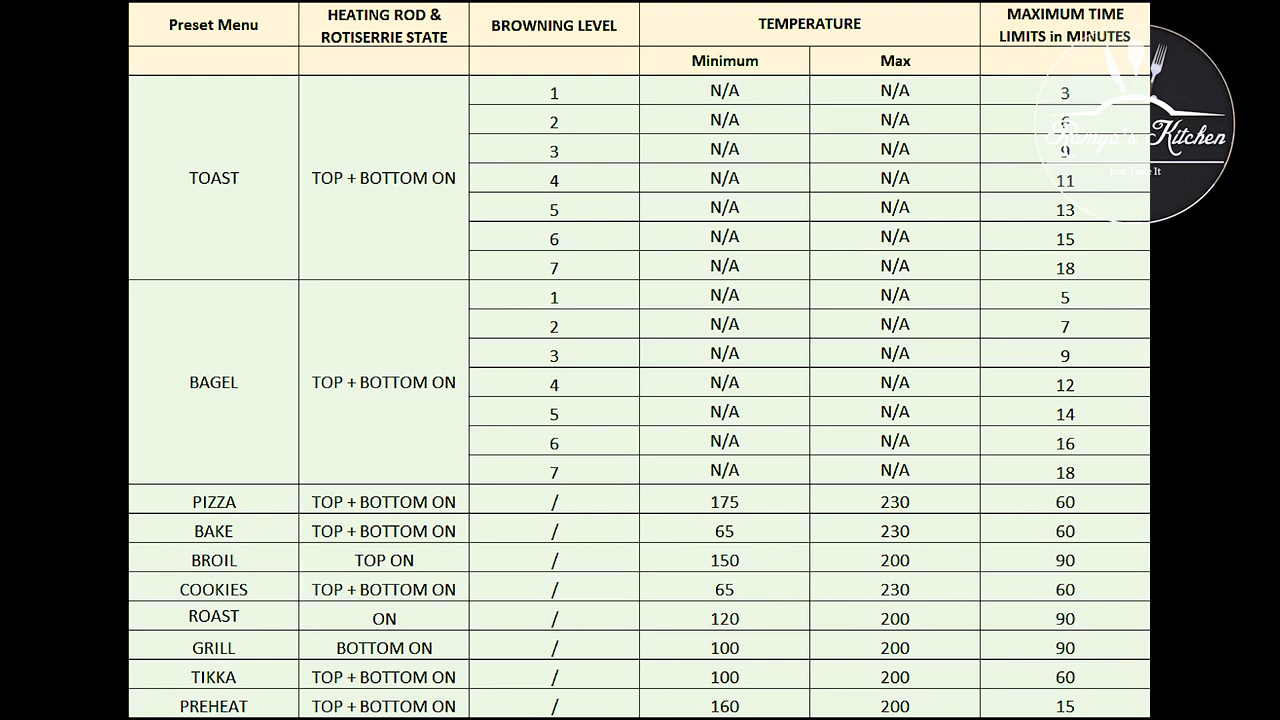 Preset Menu HEATING ROD & ROTISERRIE STATE BROWNING LEVEL TEMPERATURE MAXIMUM TIME LIMITS in MINUTES
Minimum Max
TOAST TOP + BOTTOM ON 1 N/A N/A 3
2 N/A N/A 6
3 N/A N/A 9
4 N/A N/A 11
5 N/A N/A 13
6 N/A N/A 15
7 N/A N/A 18
BAGEL TOP + BOTTOM ON 1 N/A N/A 5
2 N/A N/A 7
3 N/A N/A 9
4 N/A N/A 12
5 N/A N/A 14
6 N/A N/A 16
7 N/A N/A 18
PIZZA TOP + BOTTOM ON / 175 230 60
BAKE TOP + BOTTOM ON / 65 230 60
BROIL TOP ON / 150 200 90
COOKIES TOP + BOTTOM ON / 65 230 60
ROAST ON / 120 200 90
GRILL BOTTOM ON / 100 200 90
TIKKA TOP + BOTTOM ON / 100 200 60
PREHEAT TOP + BOTTOM ON / 160 200 15
Ramya's Kitchen
Just Taste It